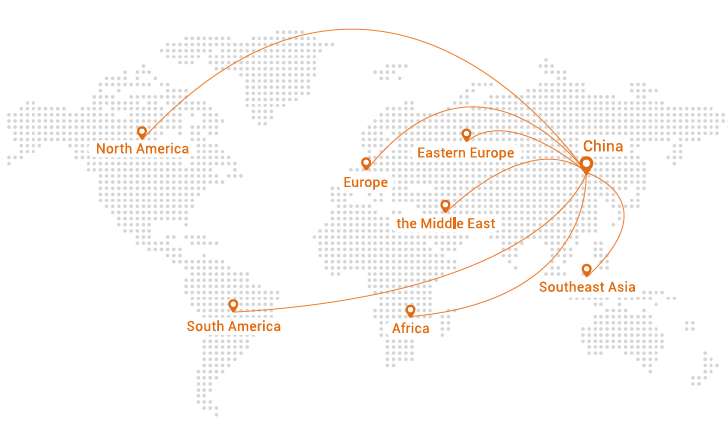 North America
China
Eastern Europe
Europe
the Middle East
Southeast Asia
South America
Africa